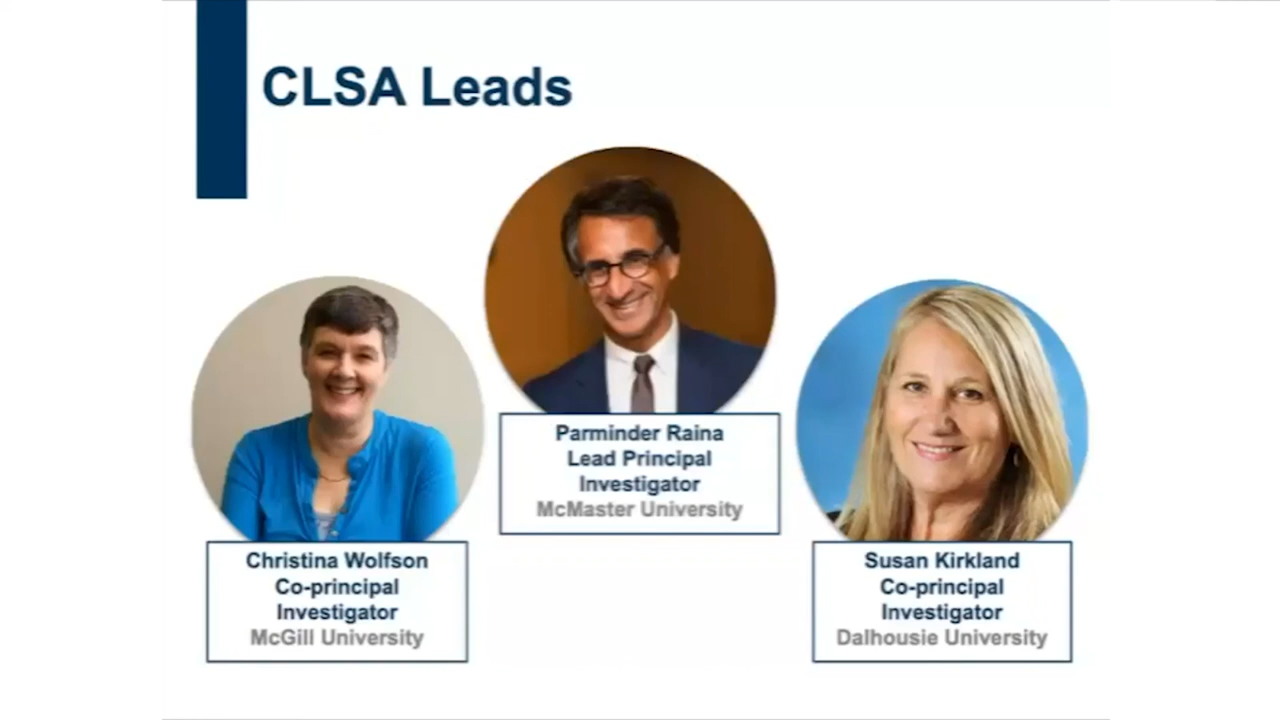 CLSA Leads
Parminder Raina
Lead Principal
Investigator
McMaster University
Christina Wolfson
Co-principal
Investigator
McGill University
Susan Kirkland
Co-principal
Investigator
Dalhousie University